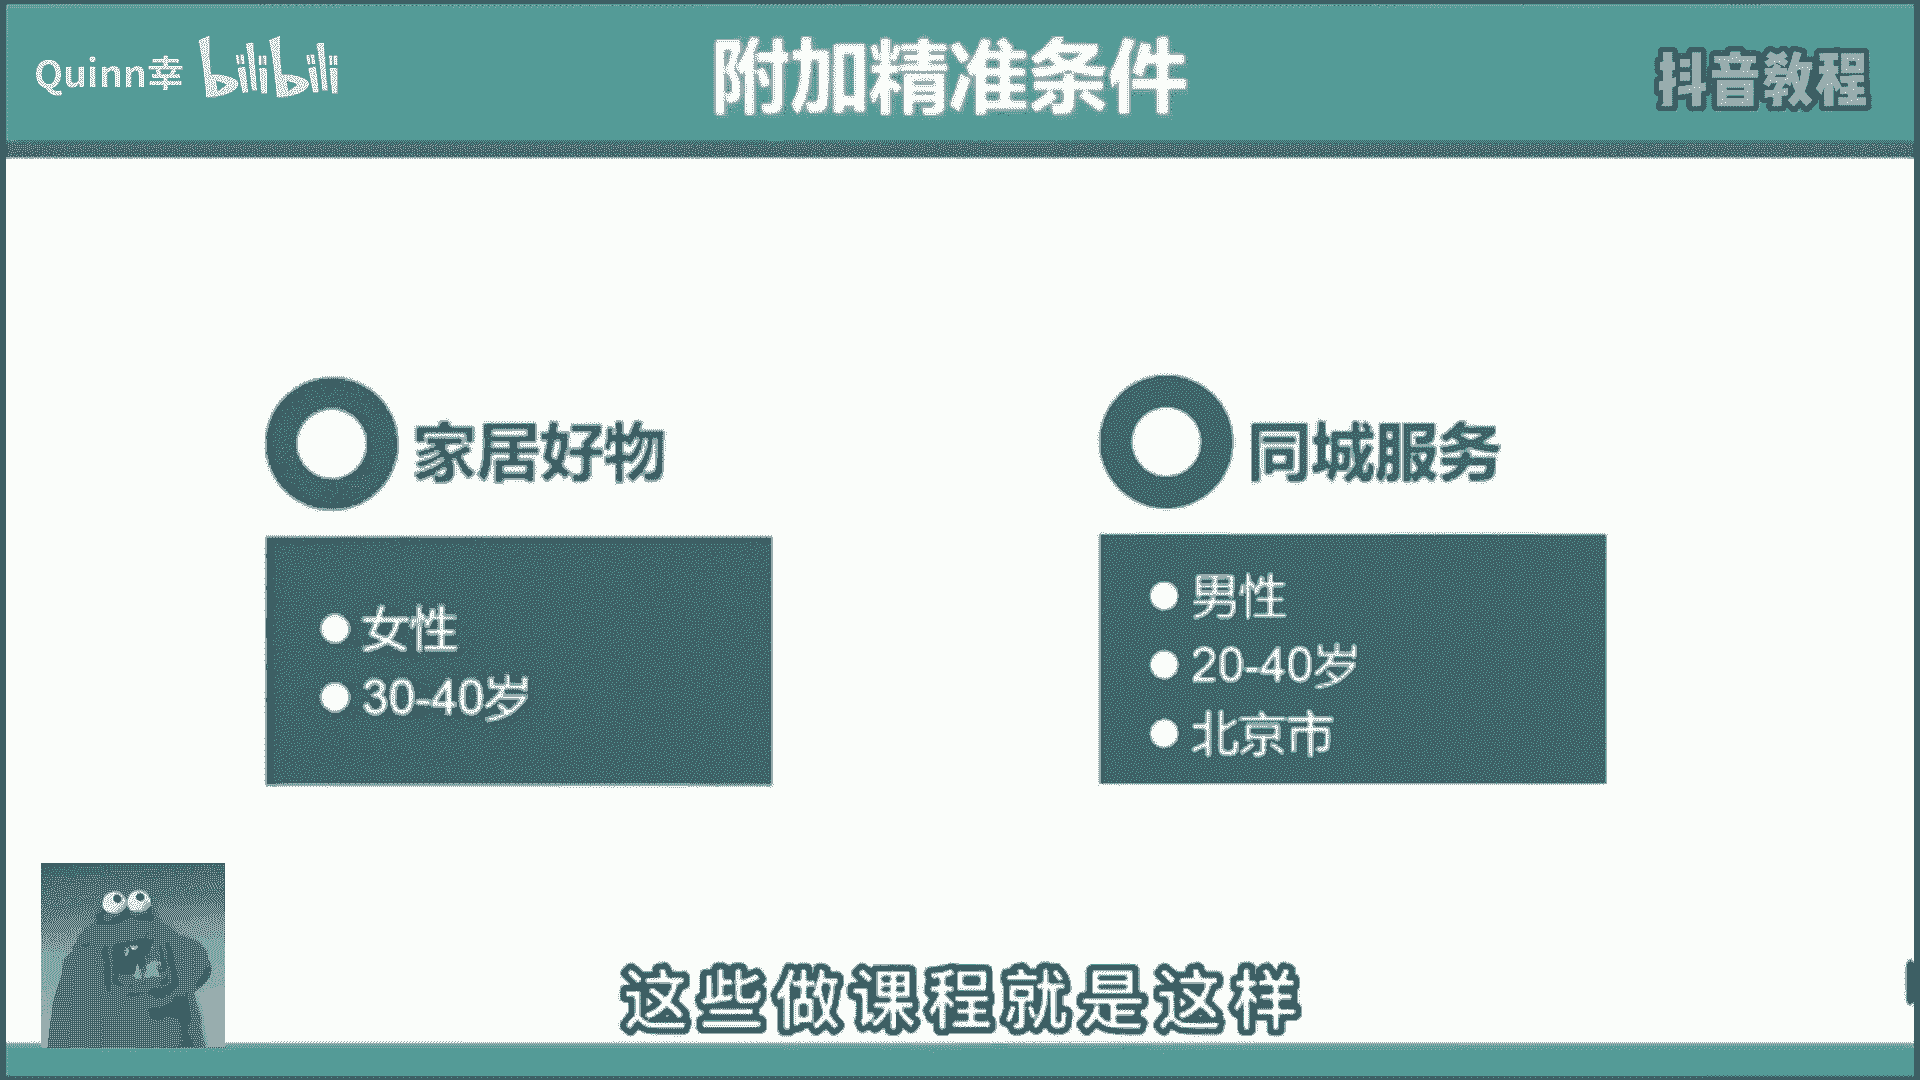 Quinn幸 bilibili
附加精准条件
抖音教程
家居好物
女性
30-40岁
同城服务
男性
20-40岁
北京市
这些做课程就是这样